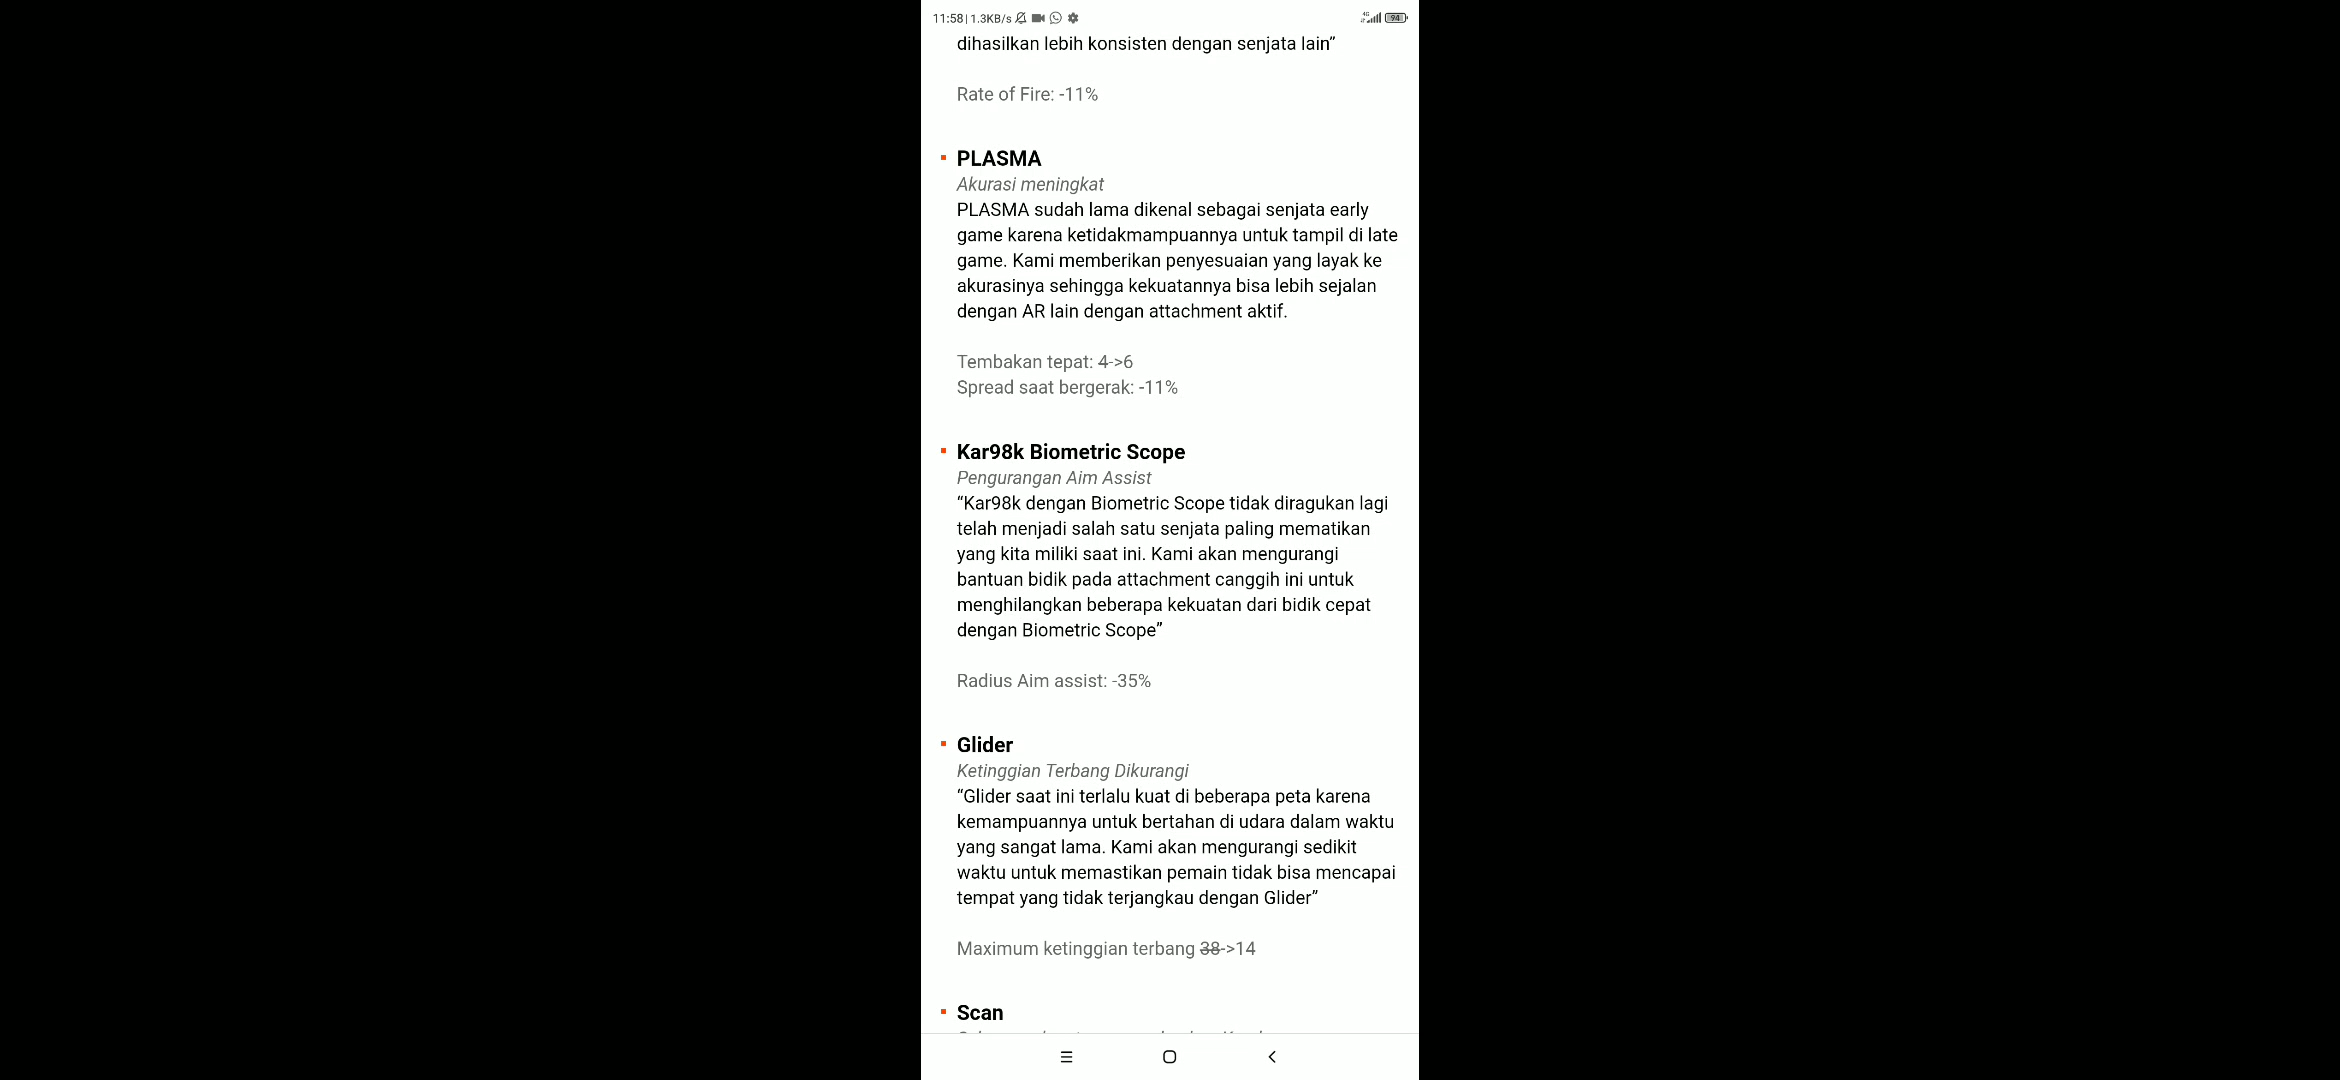 11:58 | 1.3KB/s
4G
94
dihasilkan lebih konsisten dengan senjata lain”
Rate of Fire: -11%
PLASMA
Akurasi meningkat
PLASMA sudah lama dikenal sebagai senjata early
game karena ketidakmampuannya untuk tampil di late
game. Kami memberikan penyesuaian yang layak ke
akurasinya sehingga kekuatannya bisa lebih sejalan
dengan AR lain dengan attachment aktif.
Tembakan tepat: 4->6
Spread saat bergerak: -11%
Kar98k Biometric Scope
Pengurangan Aim Assist
“Kar98k dengan Biometric Scope tidak diragukan lagi
telah menjadi salah satu senjata paling mematikan
yang kita miliki saat ini. Kami akan mengurangi
bantuan bidik pada attachment canggih ini untuk
menghilangkan beberapa kekuatan dari bidik cepat
dengan Biometric Scope”
Radius Aim assist: -35%
Glider
Ketinggian Terbang Dikurangi
“Glider saat ini terlalu kuat di beberapa peta karena
kemampuannya untuk bertahan di udara dalam waktu
yang sangat lama. Kami akan mengurangi sedikit
waktu untuk memastikan pemain tidak bisa mencapai
tempat yang tidak terjangkau dengan Glider”
Maximum ketinggian terbang 38->14
Scan